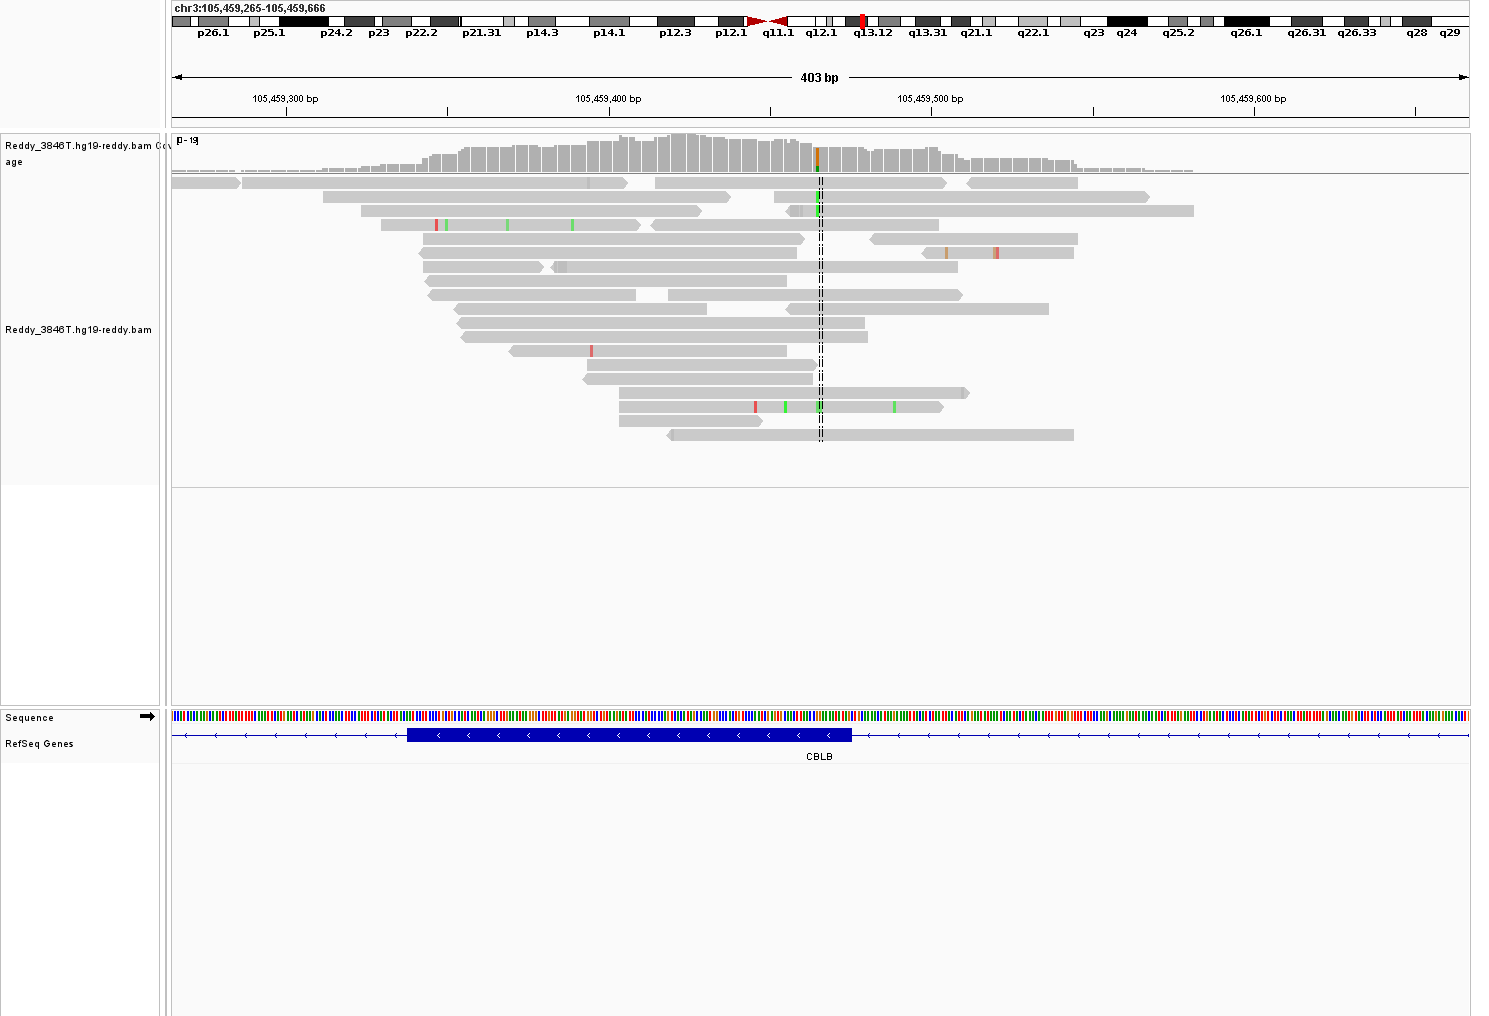 chr3:105,459,265-105,459,666
p26.1 p25.1 p24.2 p23 p22.2 p21.31 p14.3 p14.1 p12.3 p12.1 q11.1 q12.1 q13.12 q13.31 q21.1 q22.1 q23 q24 q25.2 q26.1 q26.31 q26.33 q28 q29
403 bp
105,459,300 bp 105,459,400 bp 105,459,500 bp 105,459,600 bp
Reddy_3846T.hg19-reddy.bam Cov
age
[0 - 19]
Reddy_3846T.hg19-reddy.bam
Sequence
RefSeq Genes
CBLB